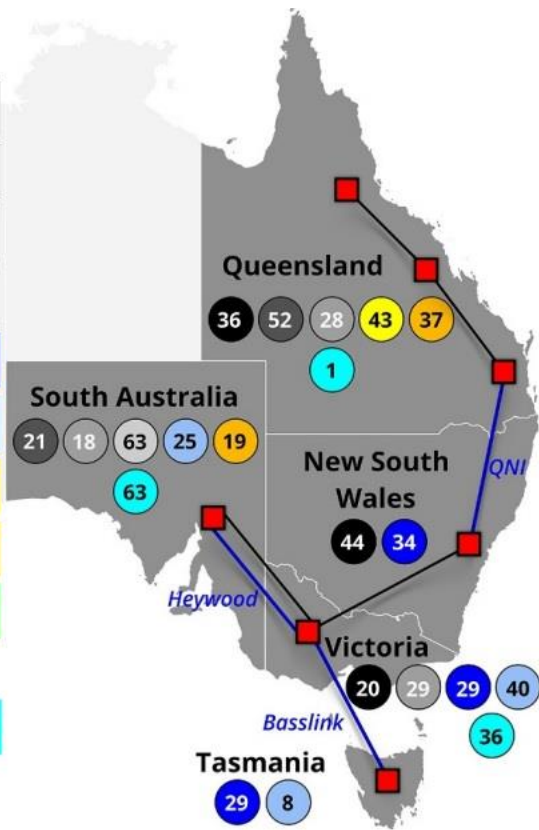 Queensland
36 52 28 43 37
1
South Australia
21 18 63 25 19
63
New South
Wales
44 34
QNI
Heywood
Victoria
20 29 29 40
36
Basslink
Tasmania
29 8